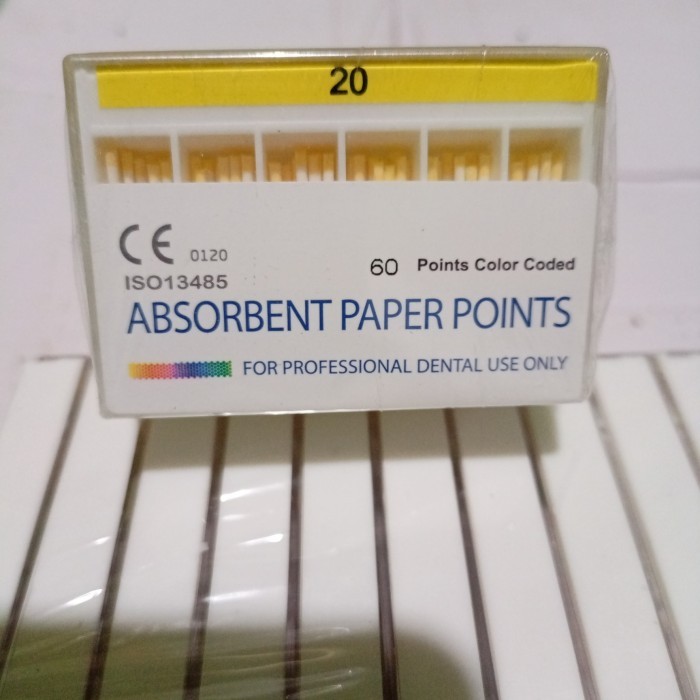 20
CE 0120
ISO13485
60 Points Color Coded
ABSORBENT PAPER POINTS
FOR PROFESSIONAL DENTAL USE ONLY